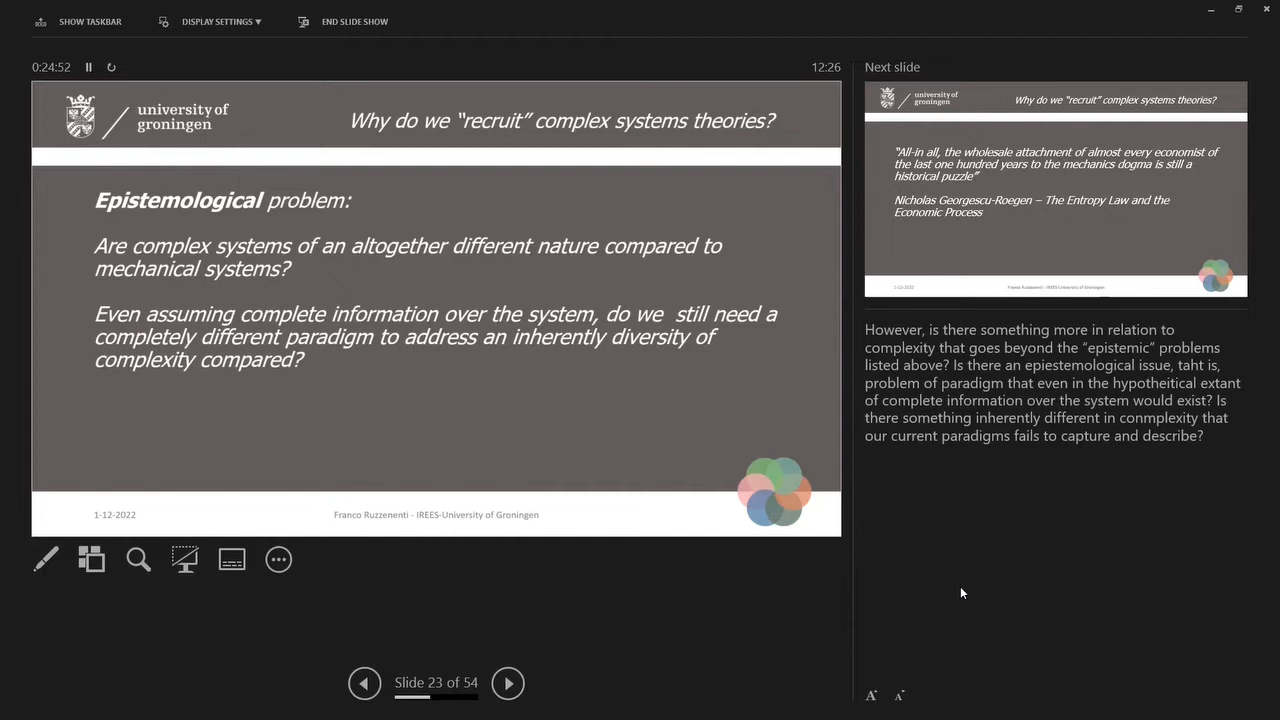 SHOW TASKBAR
DISPLAY SETTINGS ▼
END SLIDE SHOW
0:24:52
12:26
university of
groningen
Why do we “recruit” complex systems theories?
Epistemological problem:
Are complex systems of an altogether different nature compared to
mechanical systems?
Even assuming complete information over the system, do we still need a
completely different paradigm to address an inherently diversity of
complexity compared?
1-12-2022
Franco Ruzzenenti - IREES-University of Groningen
Slide 23 of 54
Next slide
university of
groningen
Why do we “recruit” complex systems theories?
“All-in all, the wholesale attachment of almost every economist of
the last one hundred years to the mechanics dogma is still a
historical puzzle”
Nicholas Georgescu-Roegen – The Entropy Law and the
Economic Process
1-12-2022
Franco Ruzzenenti - IREES-University of Groningen
However, is there something more in relation to
complexity that goes beyond the “epistemic” problems
listed above? Is there an epiestemological issue, taht is,
problem of paradigm that even in the hypotheitical extant
of complete information over the system would exist? Is
there something inherently different in conmplexity that
our current paradigms fails to capture and describe?
A
A